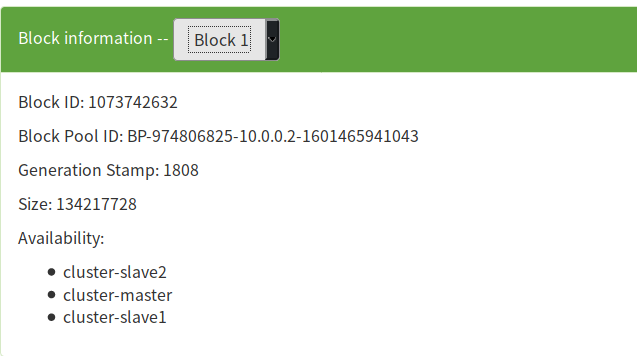 Block information -- Block 1
Block ID: 1073742632
Block Pool ID: BP-974806825-10.0.0.2-1601465941043
Generation Stamp: 1808
Size: 134217728
Availability:
cluster-slave2
cluster-master
cluster-slave1